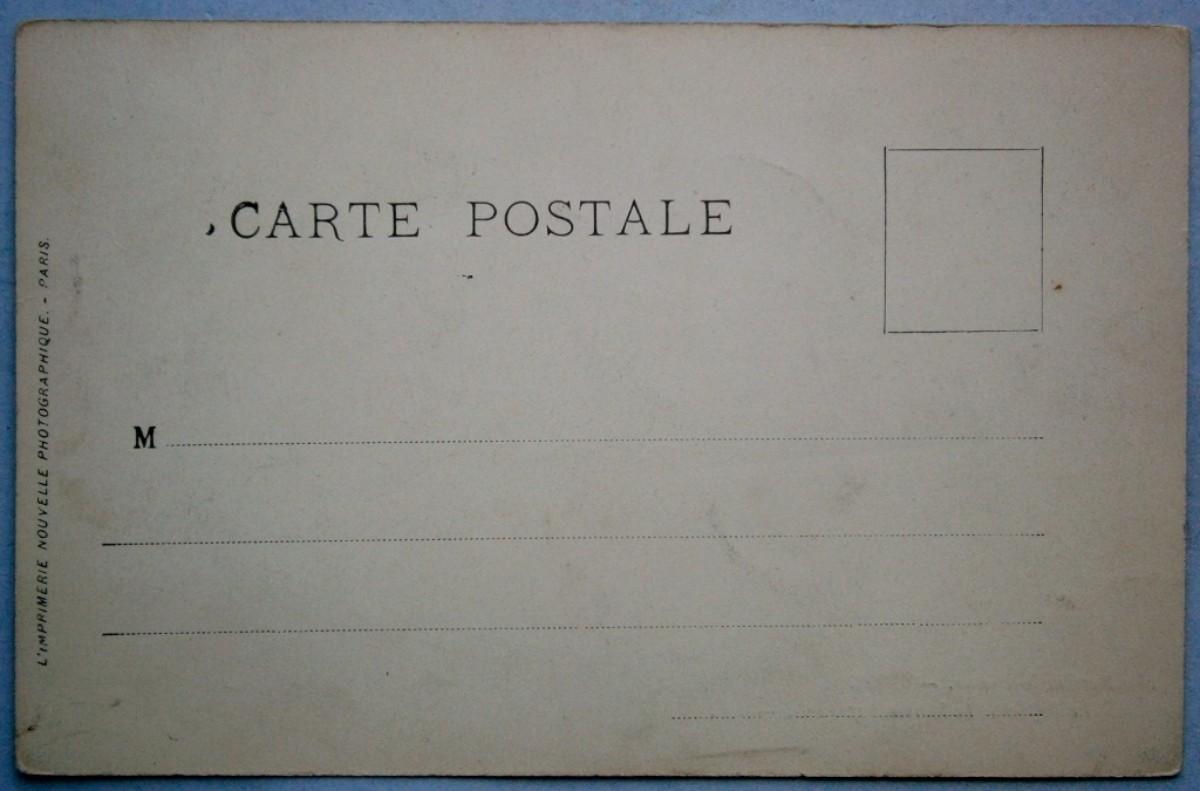 CARTE POSTALE
M
L'IMPRIMERIE NOUVELLE PHOTOGRAPHIQUE. - PARIS.